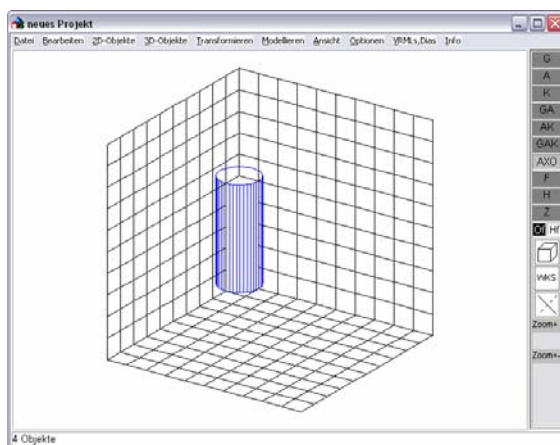 neues Projekt
Datei Bearbeiten 2D-Objekte 3D-Objekte Transformieren Modellieren Ansicht Optionen VRMLs,Dias Info
G
A
K
GA
AK
GAK
AXO
F
H
Z
Of Hf
WKS
Zoom+
Zoom+-
4 Objekte